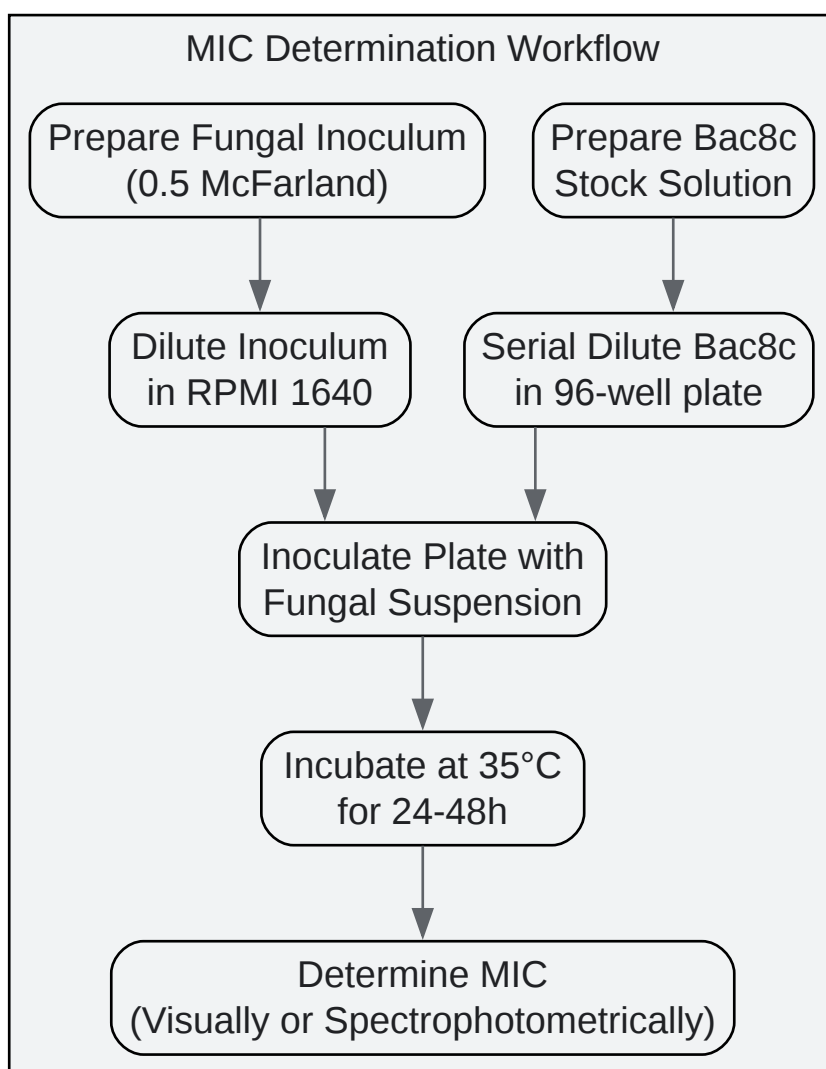 MIC Determination Workflow
Prepare Fungal Inoculum
(0.5 McFarland)
Prepare Bac8c
Stock Solution
Dilute Inoculum
in RPMI 1640
Serial Dilute Bac8c
in 96-well plate
Inoculate Plate with
Fungal Suspension
Incubate at 35°C
for 24-48h
Determine MIC
(Visually or Spectrophotometrically)